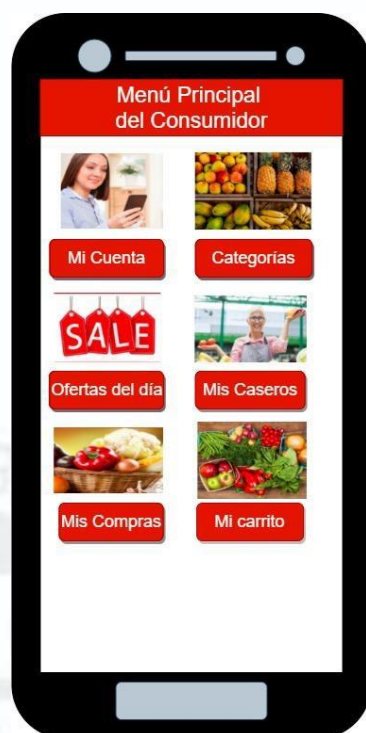 Menú Principal
del Consumidor
Mi Cuenta
Categorías
SALE
Ofertas del día
Mis Caseros
Mis Compras
Mi carrito